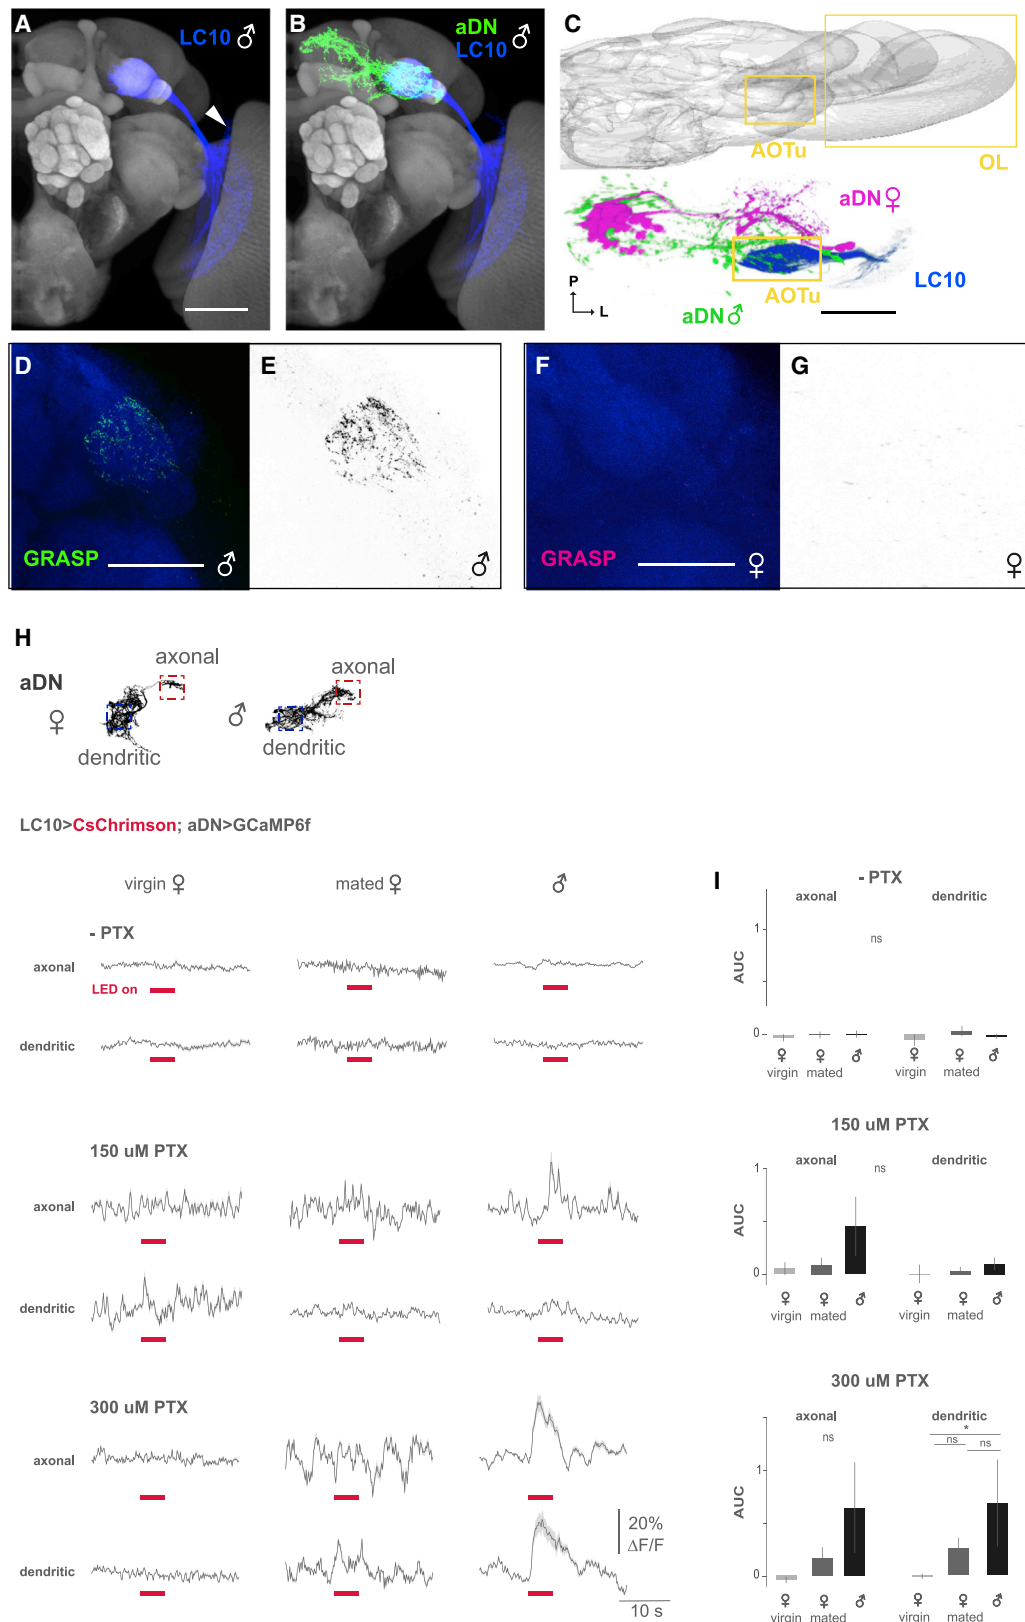 A
LC10 ♂
B
aDN ♂
LC10
C
AOTu
OL
aDN ♀
LC10
AOTu
aDN ♂
P
L
D
GRASP
♂
E
♂
F
GRASP
♀
G
♀
H
aDN
♀
axonal
dendritic
♂
axonal
dendritic
LC10>CsChrimson; aDN>GCaMP6f
virgin ♀
mated ♀
♂
- PTX
axonal
LED on
dendritic
150 uM PTX
axonal
dendritic
300 uM PTX
axonal
dendritic
20%
ΔF/F
10 s
I
- PTX
axonal
dendritic
1
ns
AUC
0
♀ ♀ ♂ ♀ ♀ ♂
virgin mated virgin mated
150 uM PTX
axonal
dendritic
1
ns
AUC
0
♀ ♀ ♂ ♀ ♀ ♂
virgin mated virgin mated
300 uM PTX
axonal
dendritic
ns
*
ns
ns
1
AUC
0
♀ ♀ ♂ ♀ ♀ ♂
virgin mated virgin mated